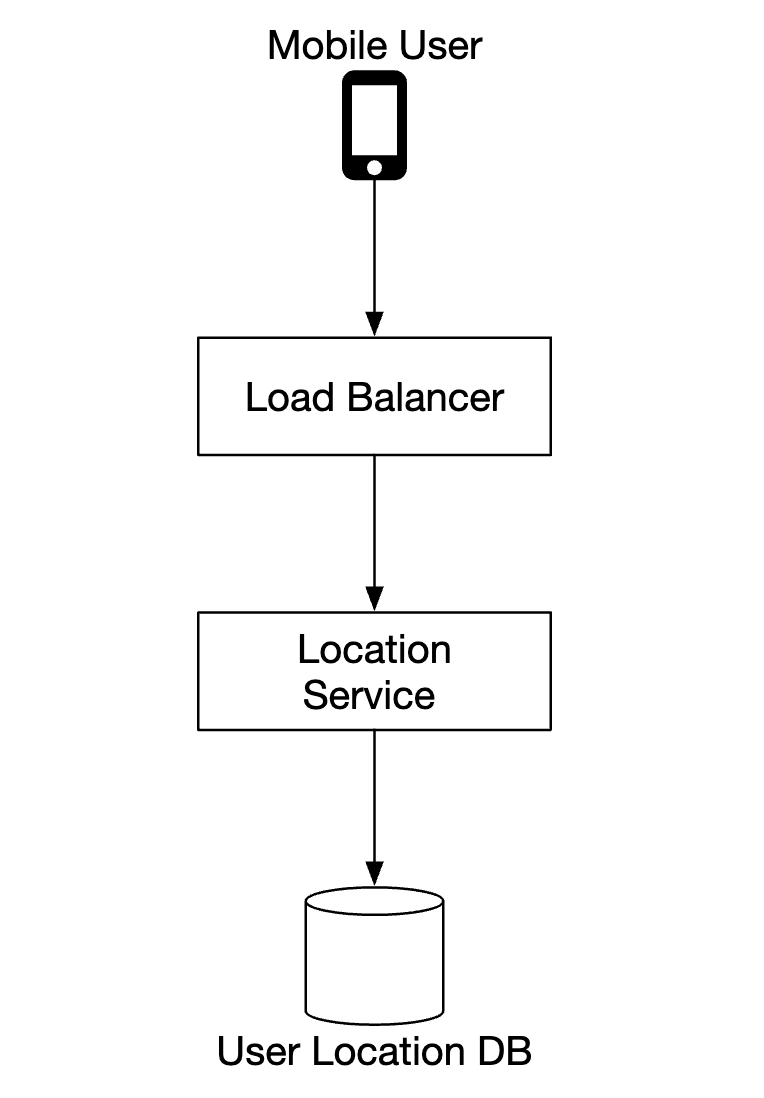 Mobile User
Load Balancer
Location
Service
User Location DB